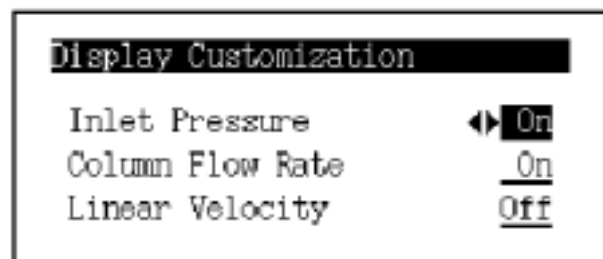 Display Customization
Inlet Pressure ◀▶ On
Column Flow Rate On
Linear Velocity Off